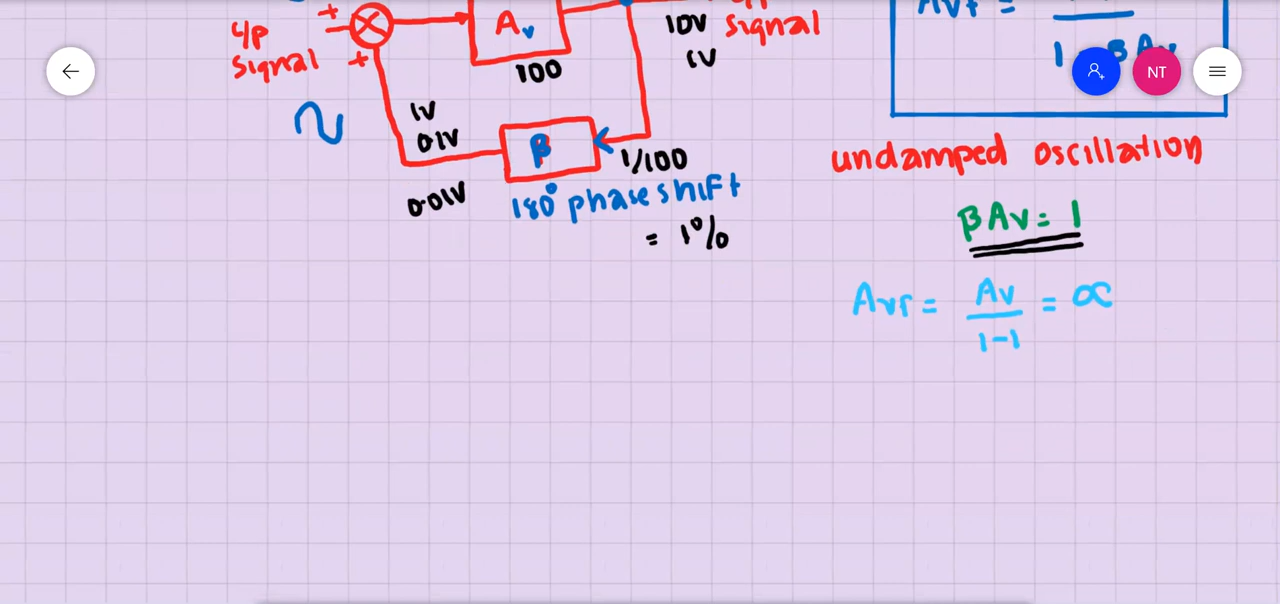 i/p
signal
+
+
Av
100
10V
1V
signal
1V
0.1V
0.01V
β
1/100
180° phase shift
= 1%
Avf =
1 - βAv
NT
undamped oscillation
βAv = 1
Avf = Av / 1-1 = ∞